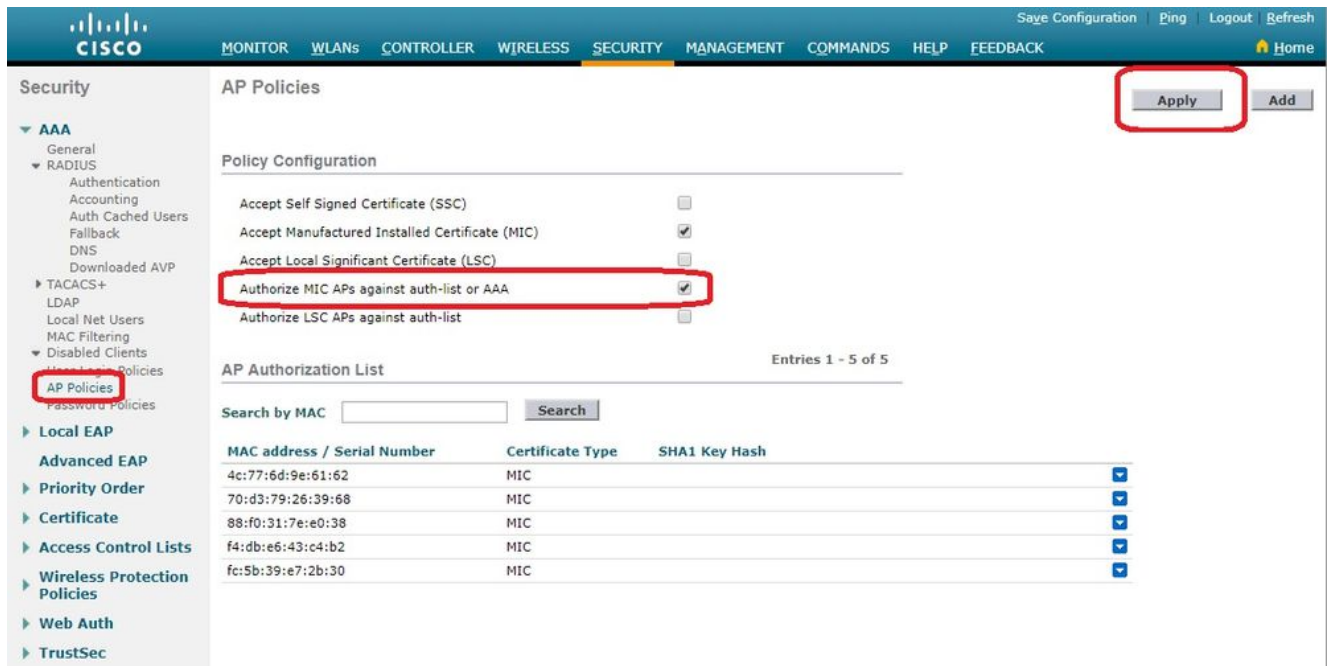 Save Configuration Ping Logout Refresh
CISCO MONITOR WLANs CONTROLLER WIRELESS SECURITY MANAGEMENT COMMANDS HELP FEEDBACK Home
Security
AAA
General
RADIUS
Authentication
Accounting
Auth Cached Users
Fallback
DNS
Downloaded AVP
TACACS+
LDAP
Local Net Users
MAC Filtering
Disabled Clients
User Login Policies
AP Policies
Password Policies
Local EAP
Advanced EAP
Priority Order
Certificate
Access Control Lists
Wireless Protection
Policies
Web Auth
TrustSec
AP Policies
Apply Add
Policy Configuration
Accept Self Signed Certificate (SSC)
Accept Manufactured Installed Certificate (MIC)
Accept Local Significant Certificate (LSC)
Authorize MIC APs against auth-list or AAA
Authorize LSC APs against auth-list
AP Authorization List Entries 1 - 5 of 5
Search by MAC Search
MAC address / Serial Number Certificate Type SHA1 Key Hash
4c:77:6d:9e:61:62 MIC
70:d3:79:26:39:68 MIC
88:f0:31:7e:e0:38 MIC
f4:db:e6:43:c4:b2 MIC
fc:5b:39:e7:2b:30 MIC